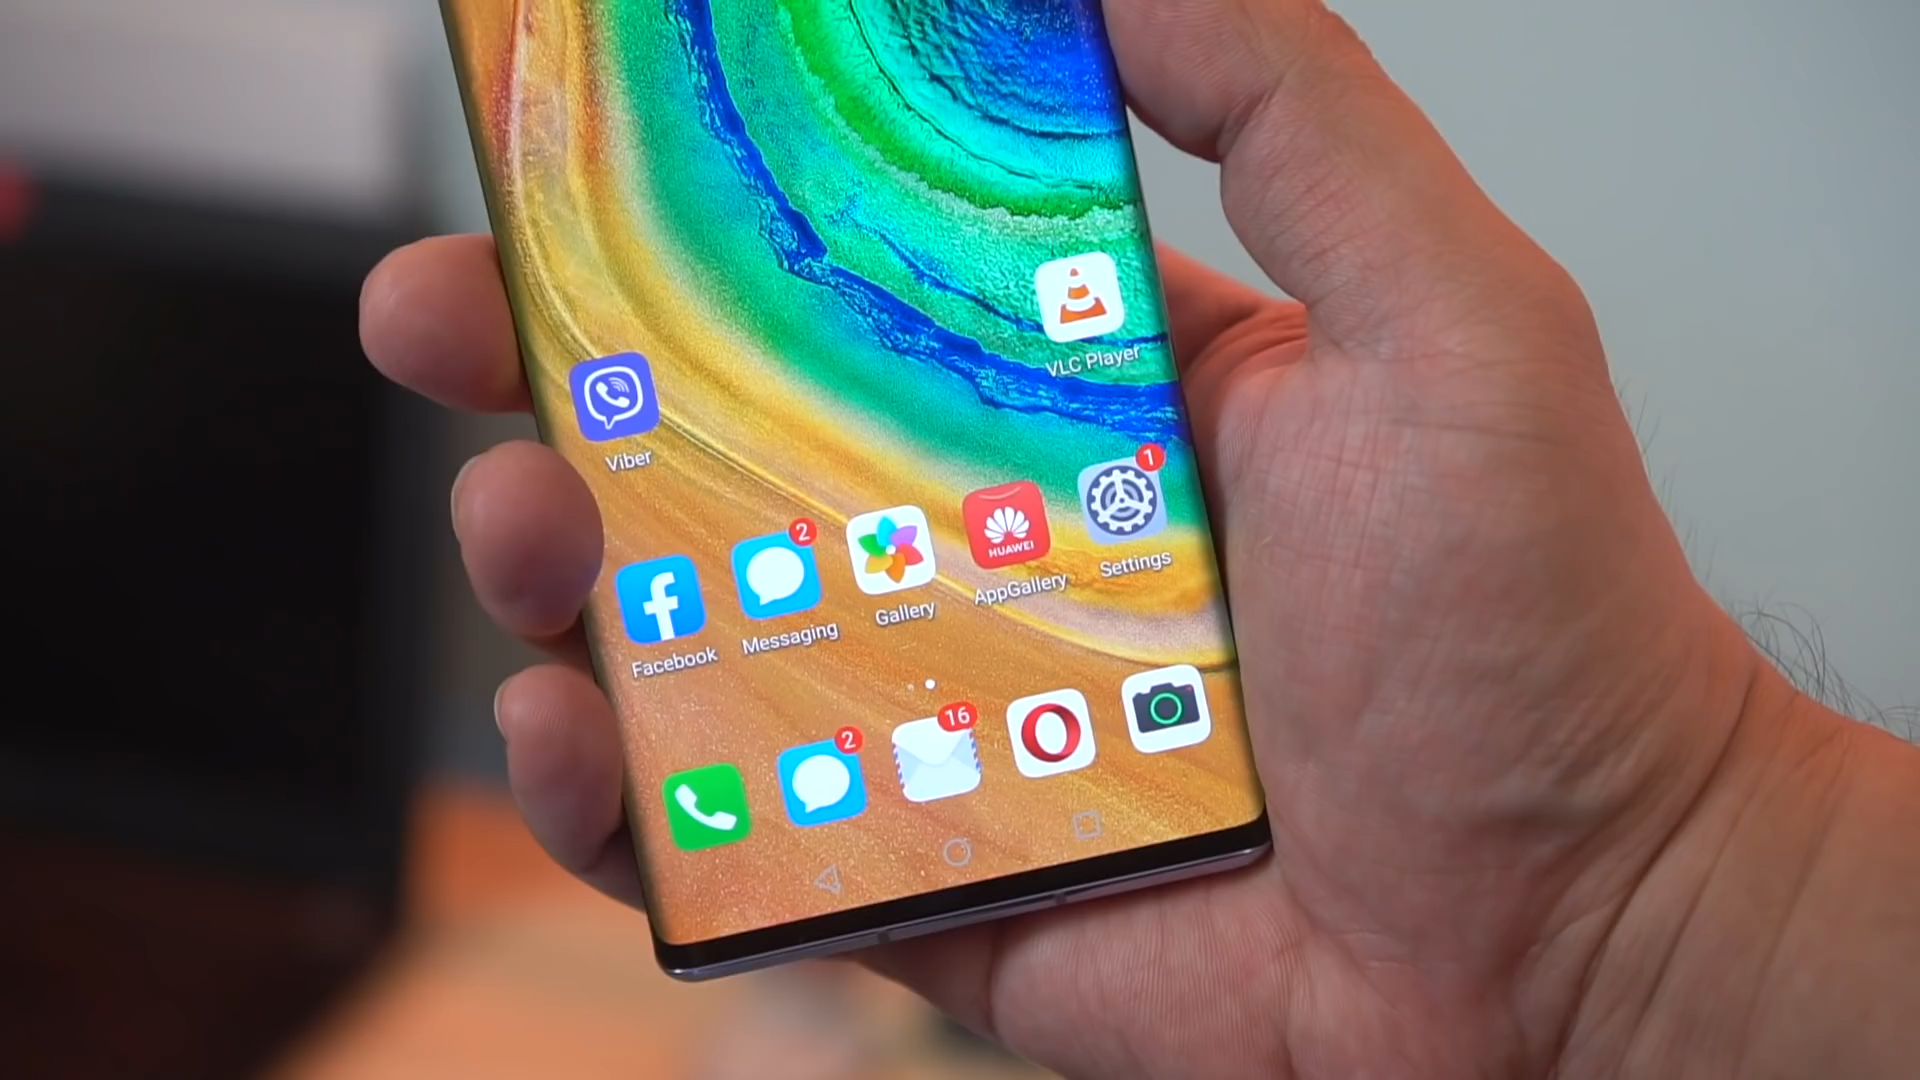 VLC Player
Viber
1
2
HUAWEI
Facebook
Messaging
Gallery
AppGallery
Settings
2
16